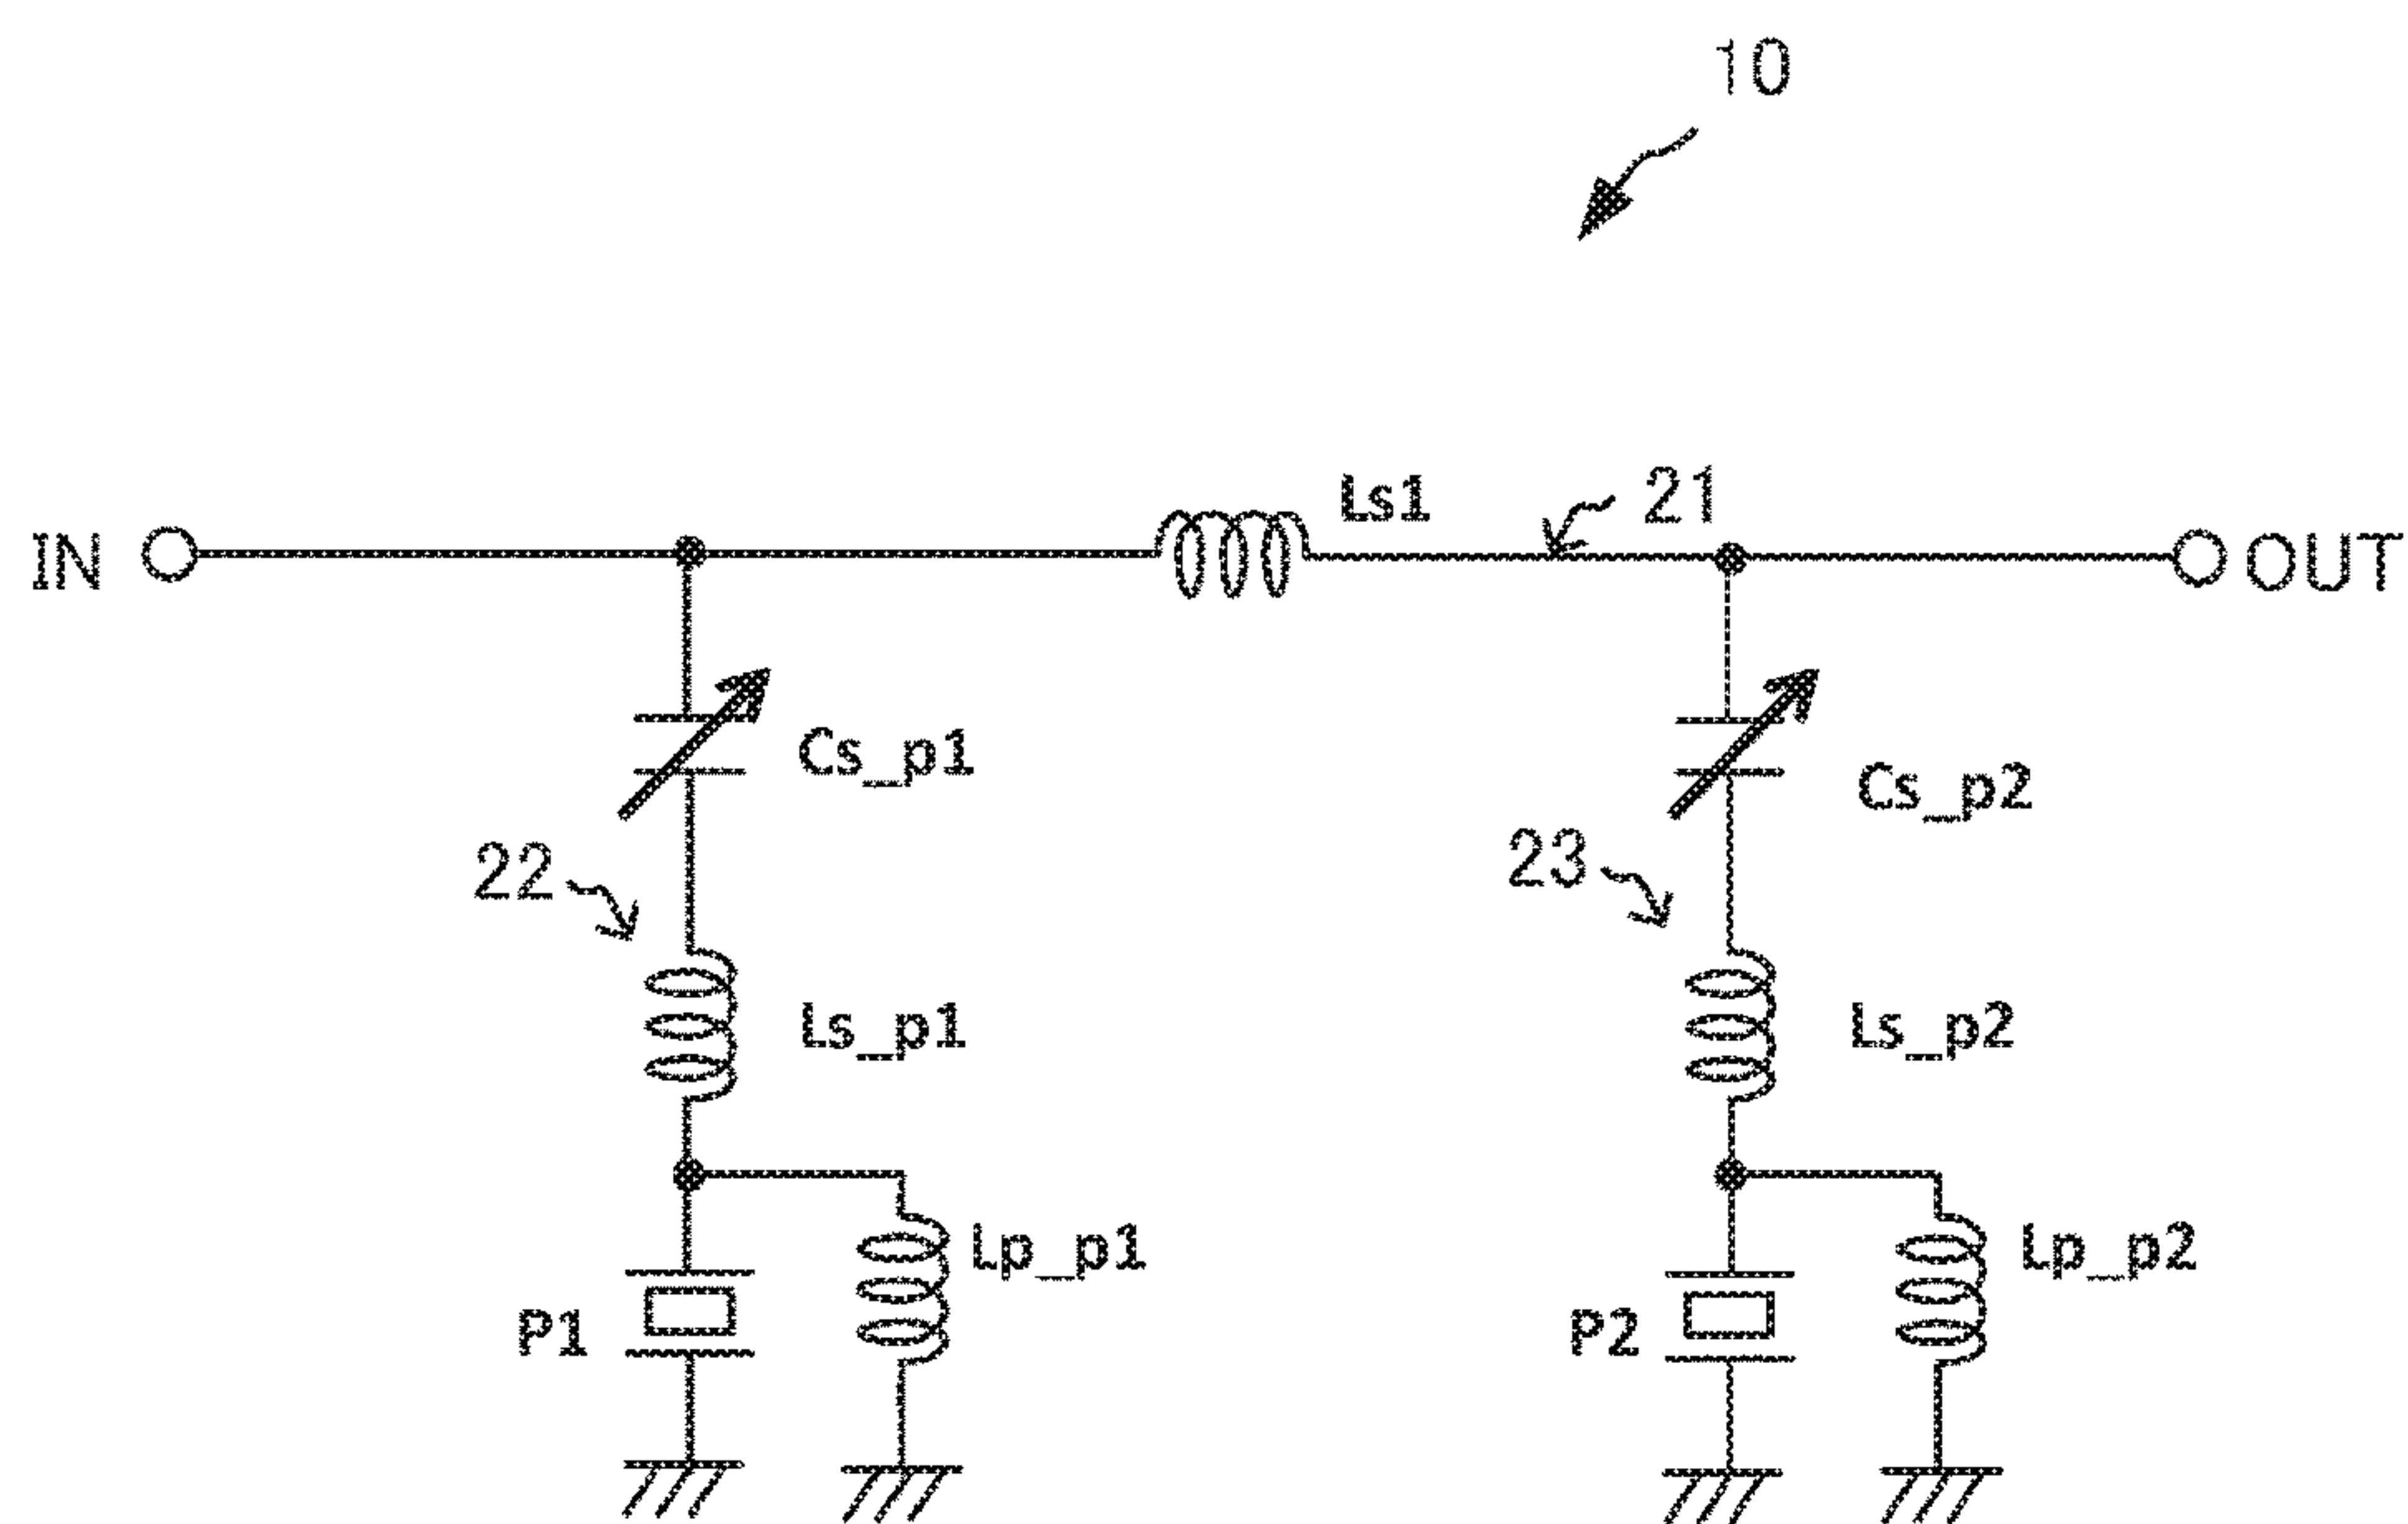 10
Ls1
21
IN
OUT
Cs_p1
Cs_p2
22
23
Ls_p1
Ls_p2
Lp_p1
Lp_p2
P1
P2